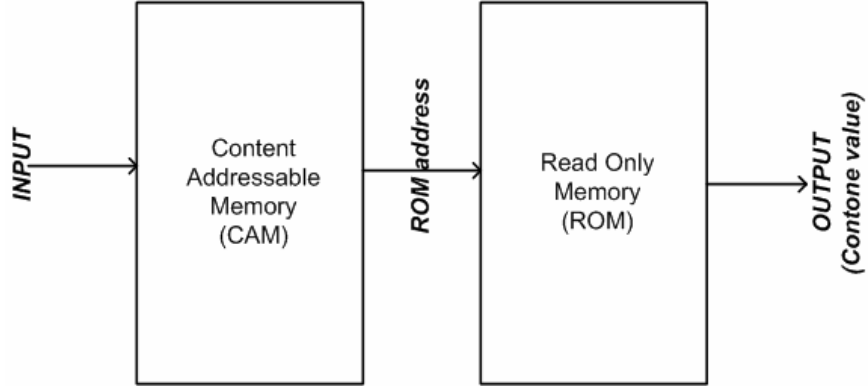 INPUT
Content
Addressable
Memory
(CAM)
ROM address
Read Only
Memory
(ROM)
OUTPUT
(Contone value)